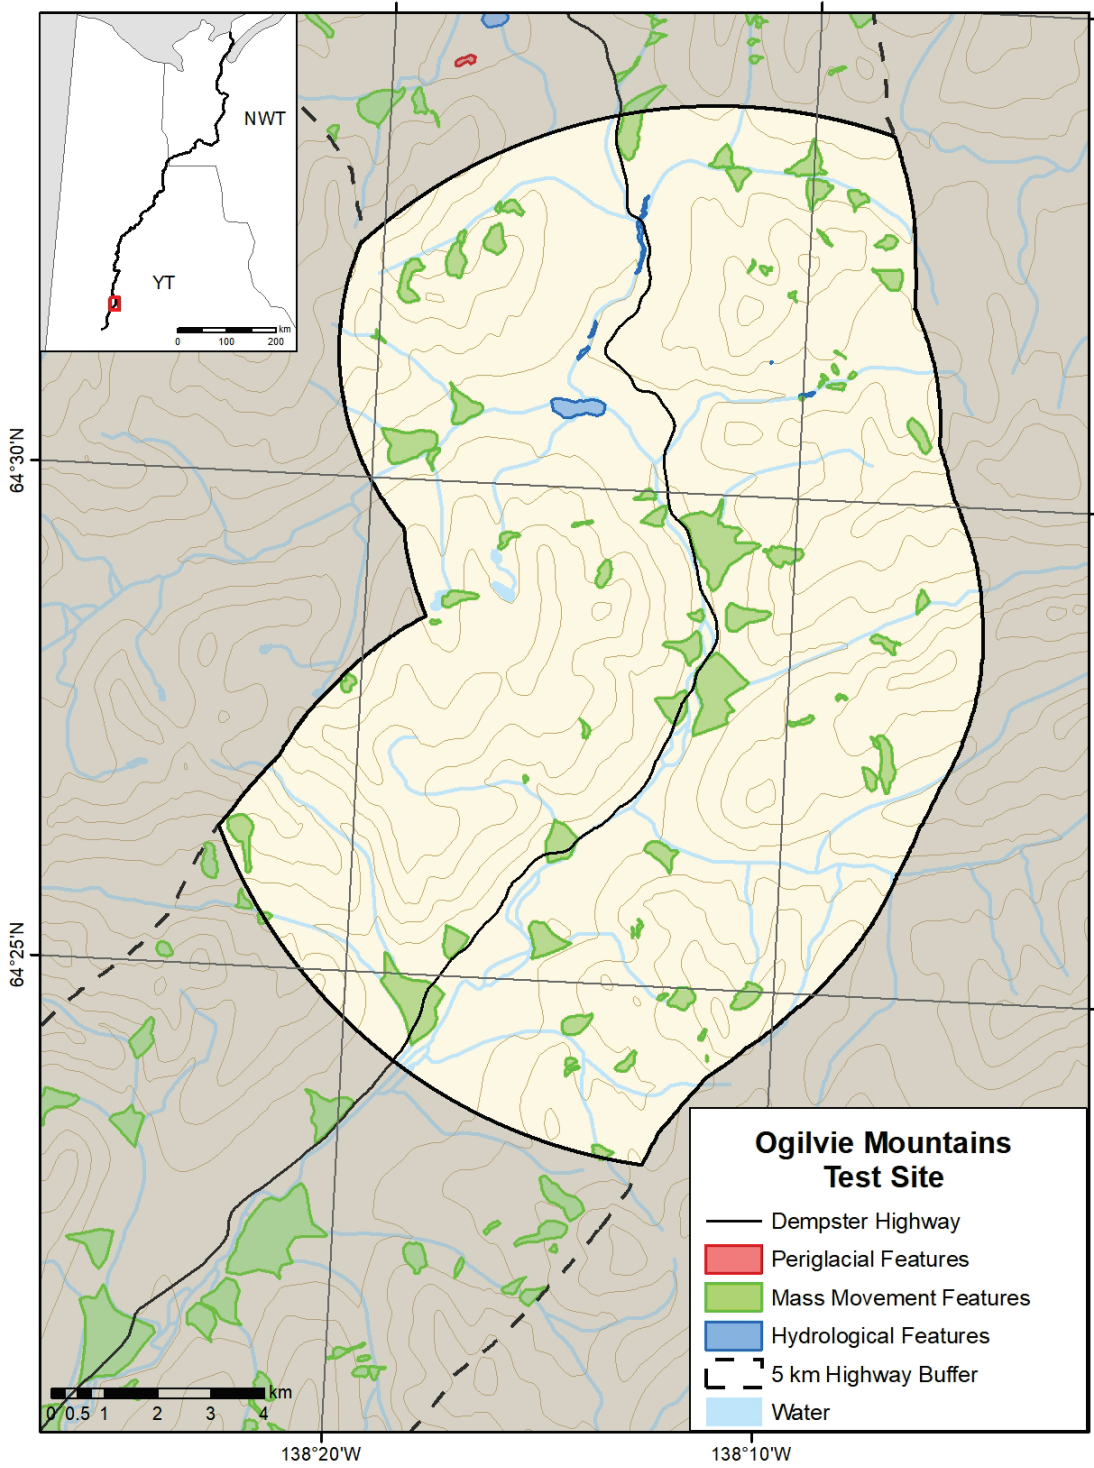 NWT
YT
km
0 100 200
64°30'N
64°25'N
Ogilvie Mountains
Test Site
Dempster Highway
Periglacial Features
Mass Movement Features
Hydrological Features
5 km Highway Buffer
Water
km
0 0.5 1 2 3 4
138°20'W 138°10'W